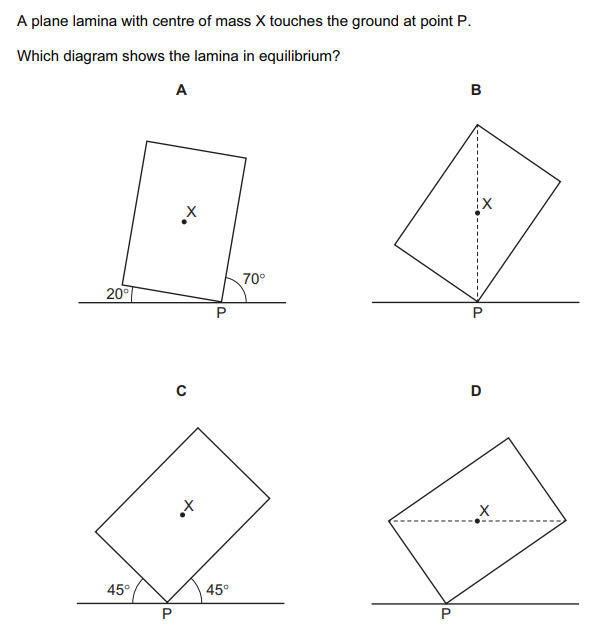 A plane lamina with centre of mass X touches the ground at point P.
Which diagram shows the lamina in equilibrium?
A
B
X
X
20°
70°
P
P
C
D
X
X
45°
45°
P
P